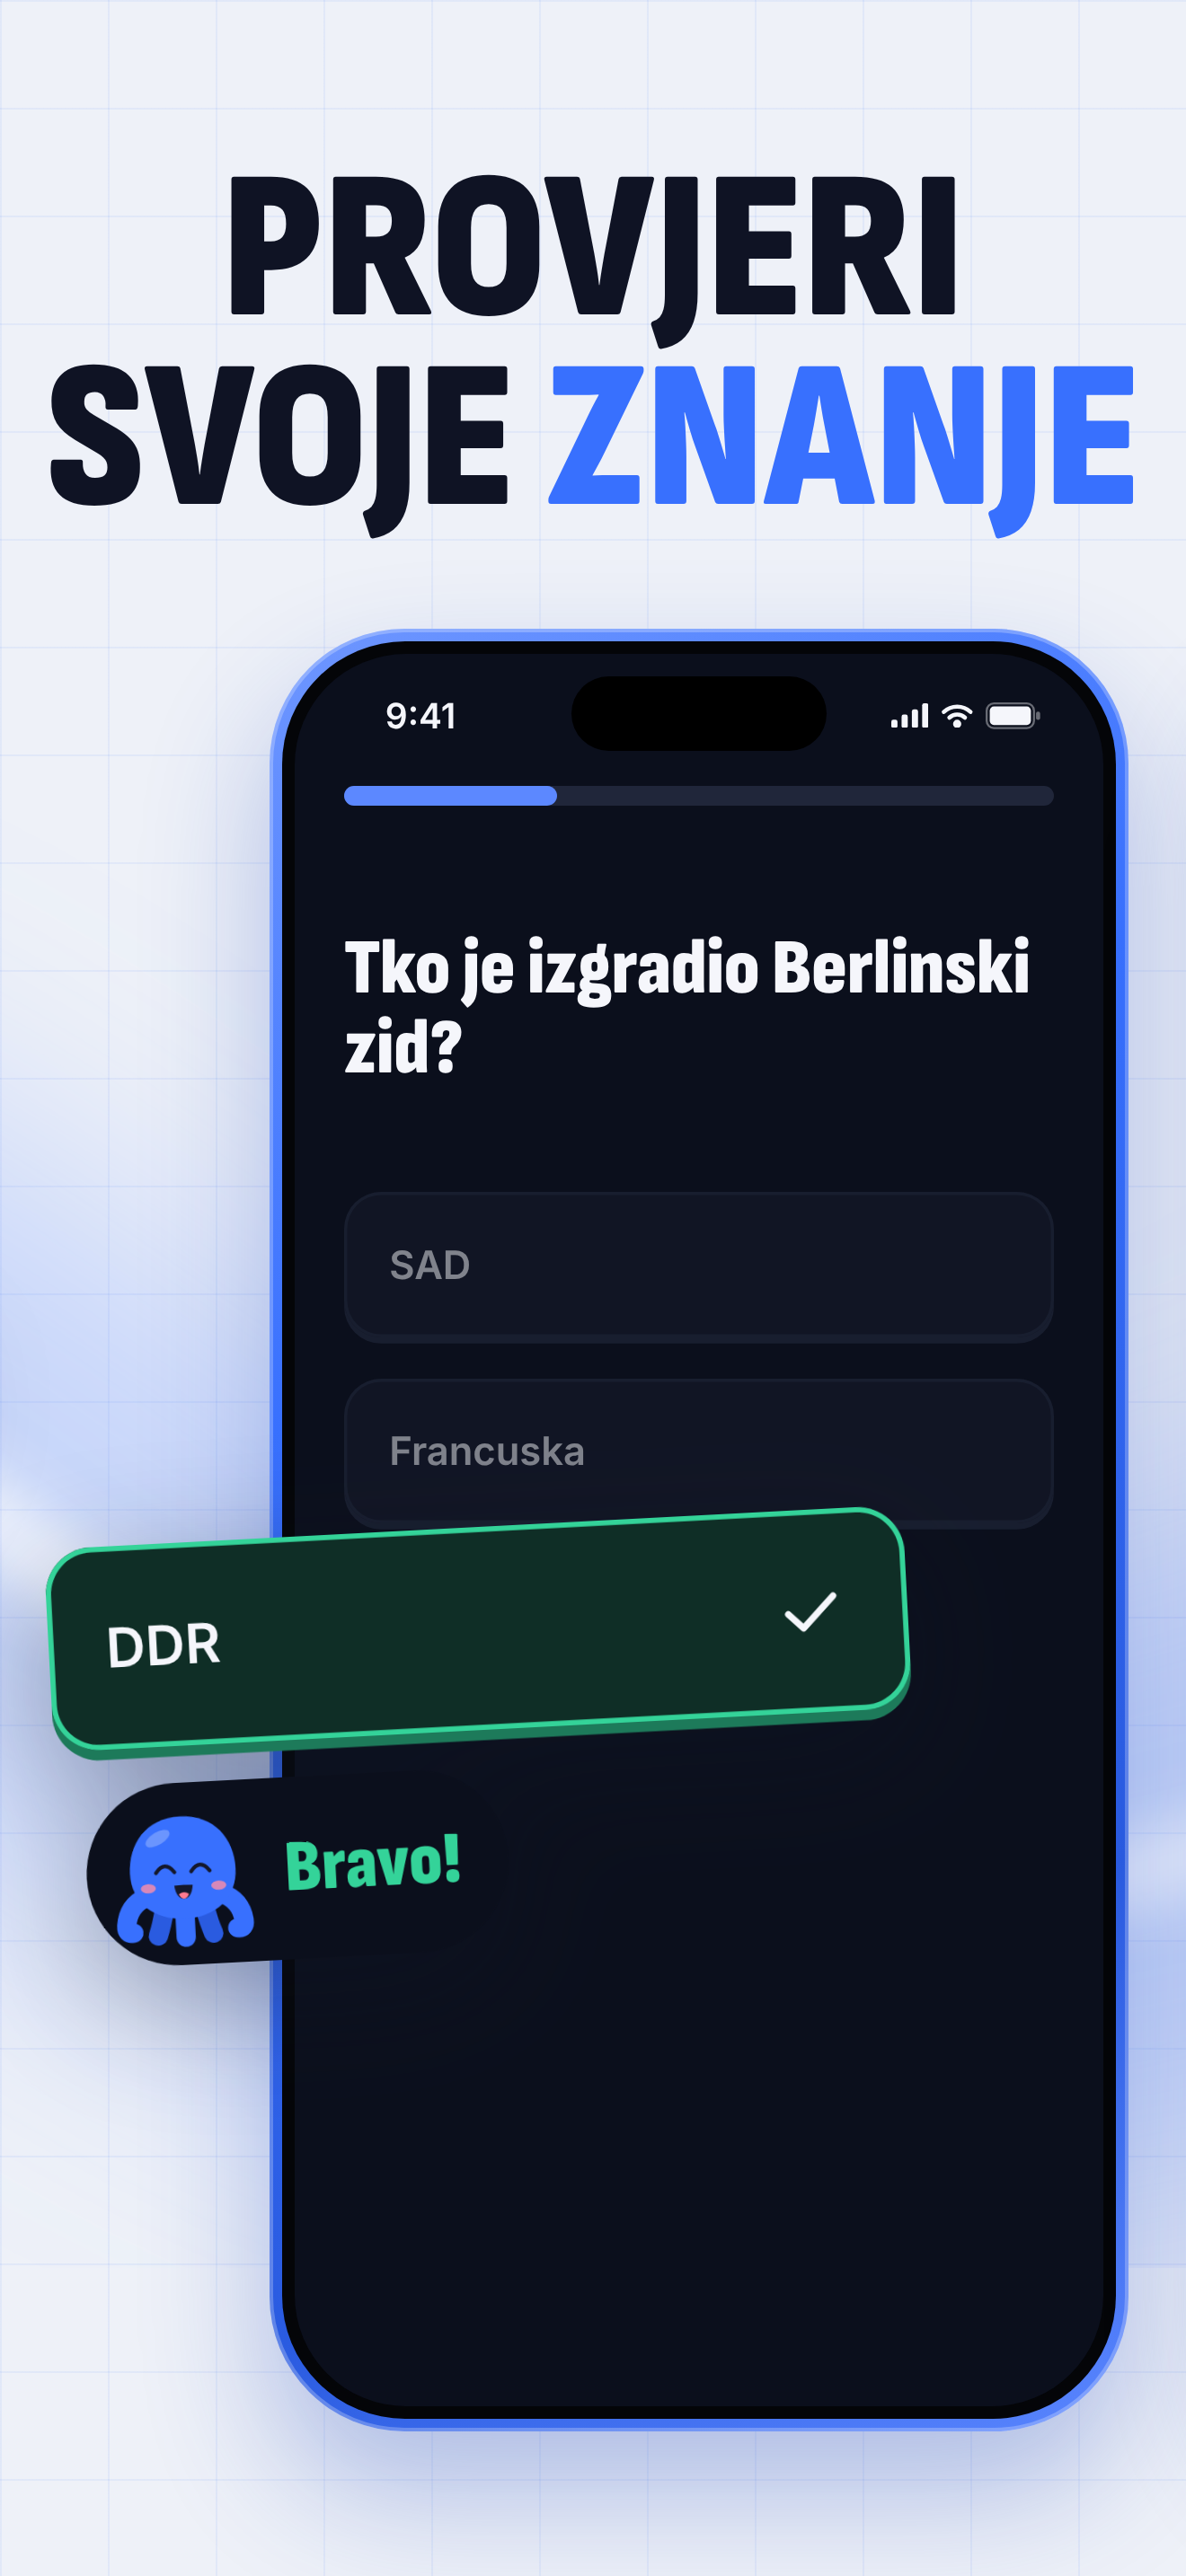 PROVJERI
SVOJE ZNANJE
9:41
Tko je izgradio Berlinski
zid?
SAD
Francuska
DDR
Bravo!